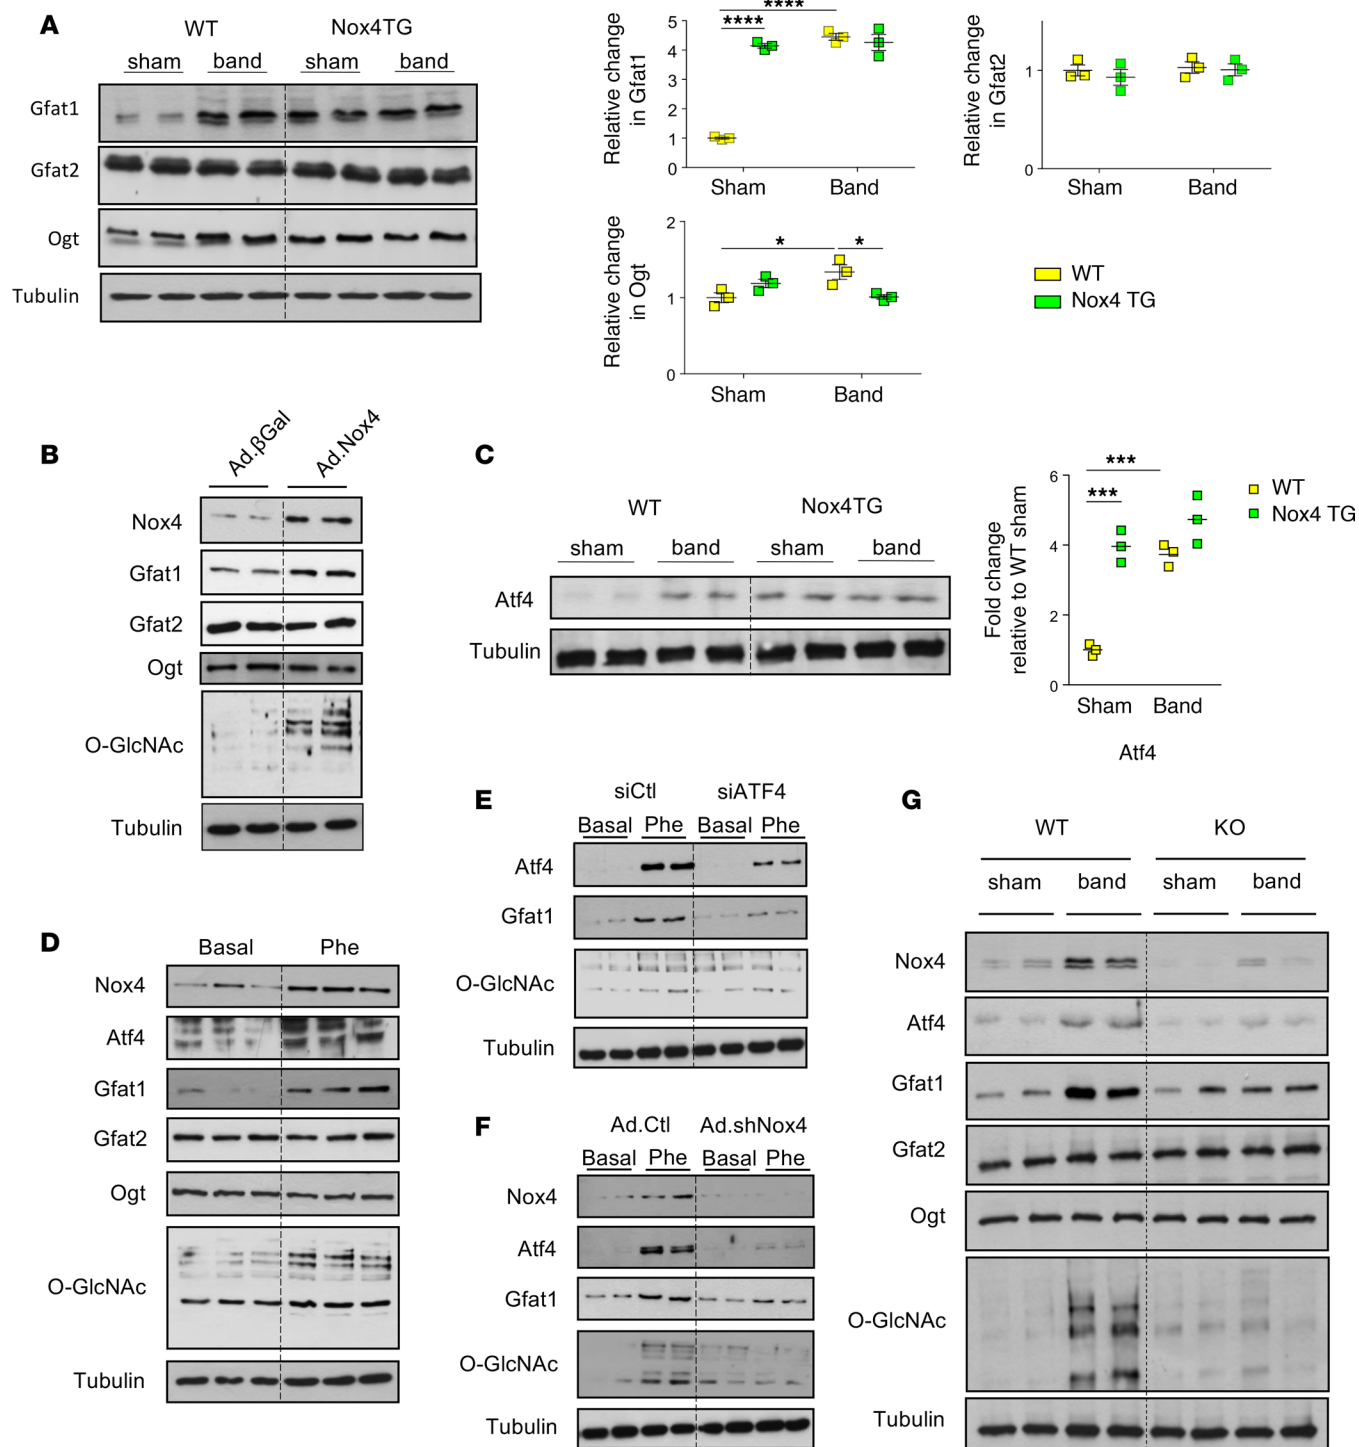 A
WT
Nox4TG
sham
band
sham
band
Gfat1
Gfat2
Ogt
Tubulin
Relative change
in Gfat1
5
4
3
2
1
0
****
****
Sham
Band
Relative change
in Gfat2
1
0
Sham
Band
Relative change
in Ogt
2
1
0
*
*
Sham
Band
WT
Nox4 TG
B
Ad.βGal
Ad.Nox4
Nox4
Gfat1
Gfat2
Ogt
O-GlcNAc
Tubulin
C
WT
Nox4TG
sham
band
sham
band
Atf4
Tubulin
Fold change
relative to WT sham
6
4
2
0
***
***
Sham
Band
Atf4
WT
Nox4 TG
D
Basal
Phe
Nox4
Atf4
Gfat1
Gfat2
Ogt
O-GlcNAc
Tubulin
E
siCtl
siATF4
Basal
Phe
Basal
Phe
Atf4
Gfat1
O-GlcNAc
Tubulin
F
Ad.Ctl
Ad.shNox4
Basal
Phe
Basal
Phe
Nox4
Atf4
Gfat1
O-GlcNAc
Tubulin
G
WT
KO
sham
band
sham
band
Nox4
Atf4
Gfat1
Gfat2
Ogt
O-GlcNAc
Tubulin